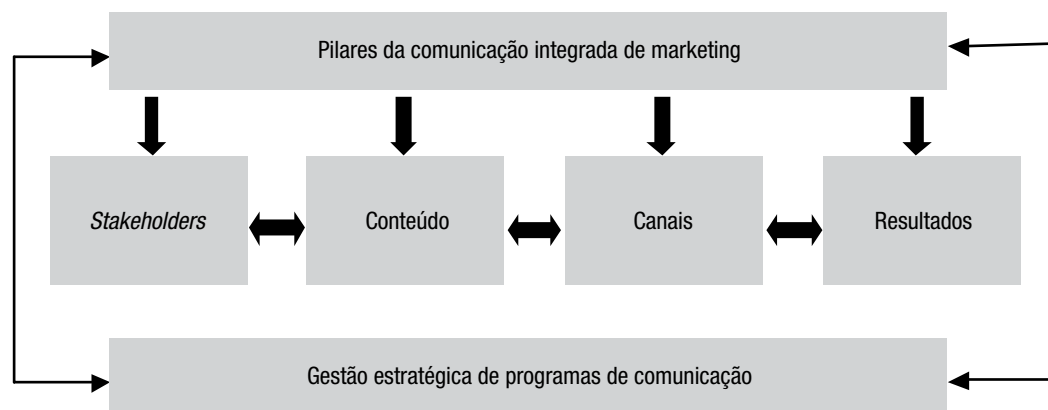 Pilares da comunicação integrada de marketing
Stakeholders
Conteúdo
Canais
Resultados
Gestão estratégica de programas de comunicação